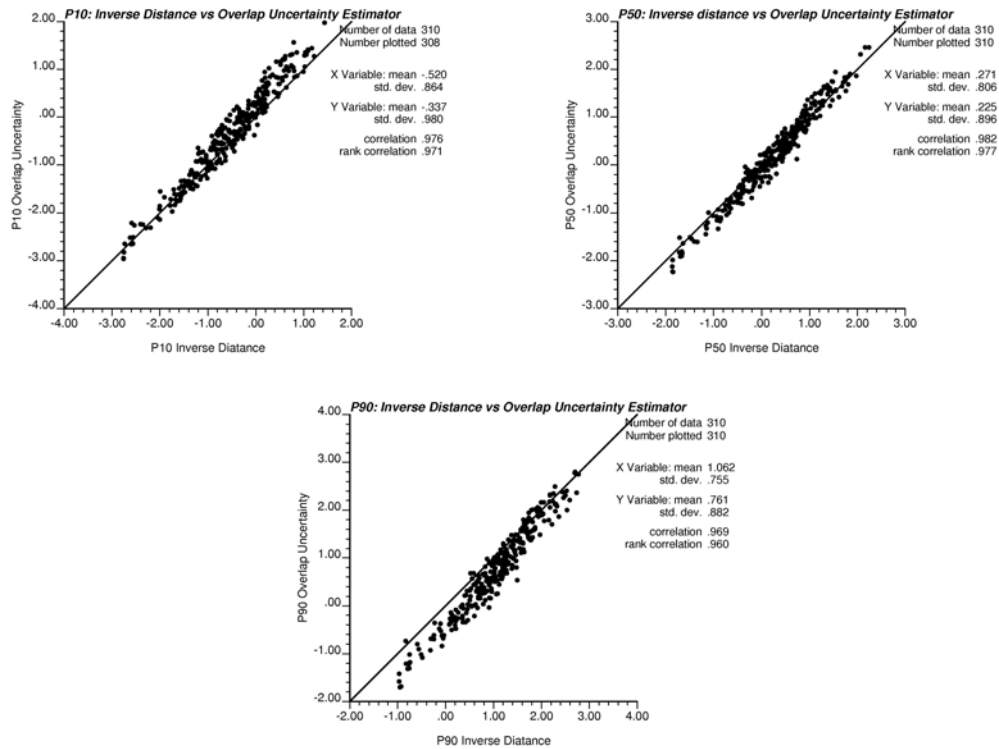 P10: Inverse Distance vs Overlap Uncertainty Estimator
Number of data 310
Number plotted 308
X Variable: mean -.520
std. dev. .864
Y Variable: mean -.337
std. dev. .980
correlation .976
rank correlation .971
P10 Overlap Uncertainty
2.00
1.00
.00
-1.00
-2.00
-3.00
-4.00
-4.00 -3.00 -2.00 -1.00 .00 1.00 2.00
P10 Inverse Diatance
P50: Inverse distance vs Overlap Uncertainty Estimator
Number of data 310
Number plotted 310
X Variable: mean .271
std. dev. .806
Y Variable: mean .225
std. dev. .896
correlation .982
rank correlation .977
P50 Overlap Uncertainty
3.00
2.00
1.00
.00
-1.00
-2.00
-3.00
-3.00 -2.00 -1.00 .00 1.00 2.00 3.00
P50 Inverse Diatance
P90: Inverse Distance vs Overlap Uncertainty Estimator
Number of data 310
Number plotted 310
X Variable: mean 1.062
std. dev. .755
Y Variable: mean .761
std. dev. .882
correlation .969
rank correlation .960
P90 Overlap Uncertainty
4.00
3.00
2.00
1.00
.00
-1.00
-2.00
-2.00 -1.00 .00 1.00 2.00 3.00 4.00
P90 Inverse Diatance